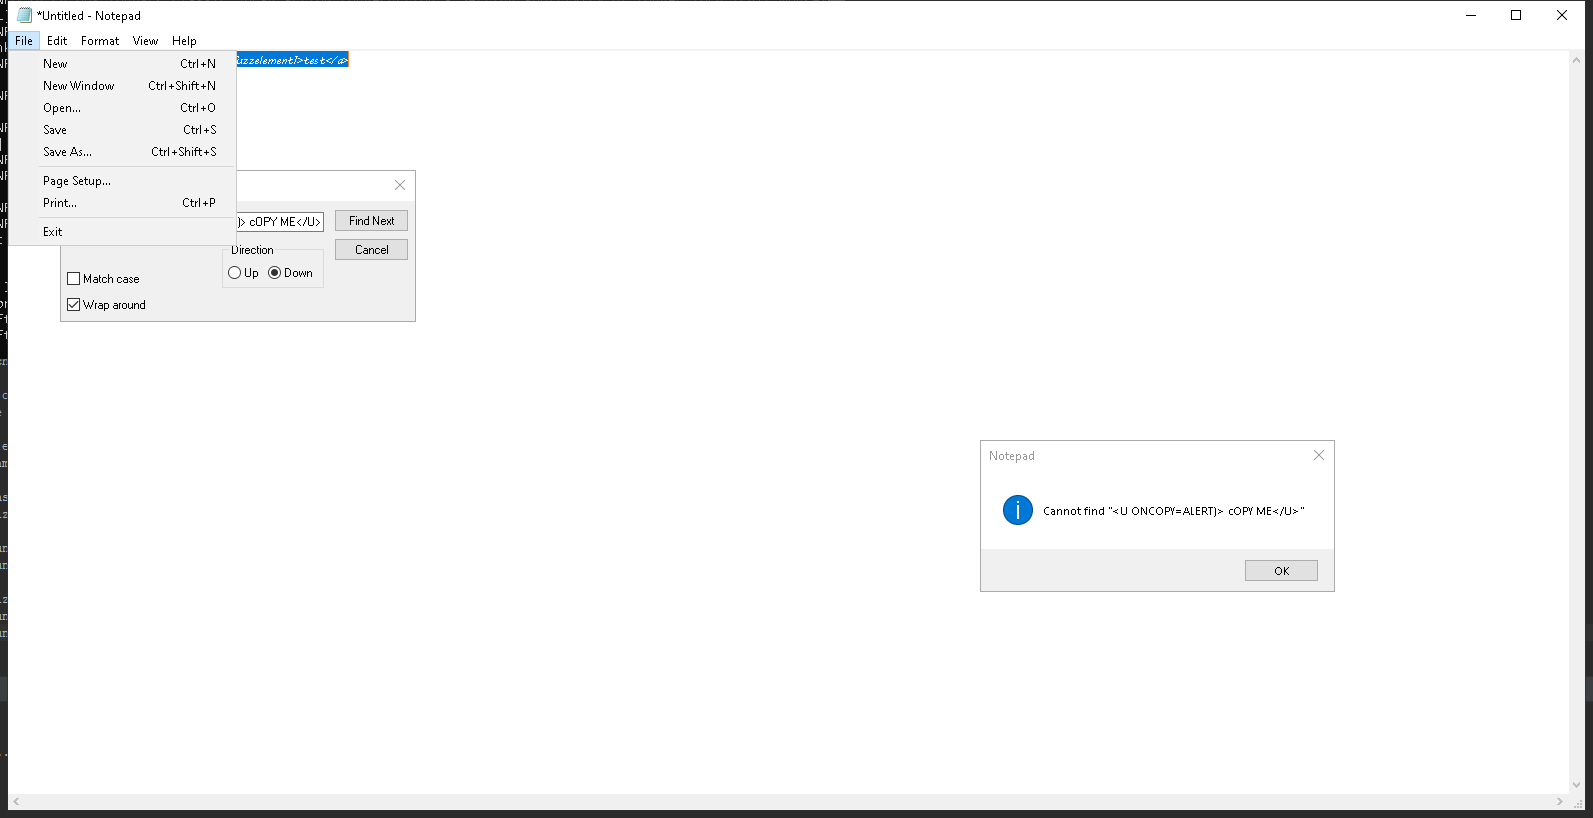 *Untitled - Notepad
File Edit Format View Help
uzzelement1>test</a>
New Ctrl+N
New Window Ctrl+Shift+N
Open... Ctrl+O
Save Ctrl+S
Save As... Ctrl+Shift+S
Page Setup... 
Print... Ctrl+P
Exit
)> cOPY ME</U> Find Next
Direction Cancel
Up Down
Match case
Wrap around
Notepad
Cannot find "<U ONCOPY=ALERT)> cOPY ME</U>"
OK